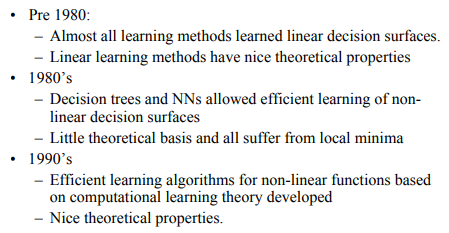 • Pre 1980:
– Almost all learning methods learned linear decision surfaces.
– Linear learning methods have nice theoretical properties
• 1980's
– Decision trees and NNs allowed efficient learning of non-
linear decision surfaces
– Little theoretical basis and all suffer from local minima
• 1990's
– Efficient learning algorithms for non-linear functions based
on computational learning theory developed
– Nice theoretical properties.